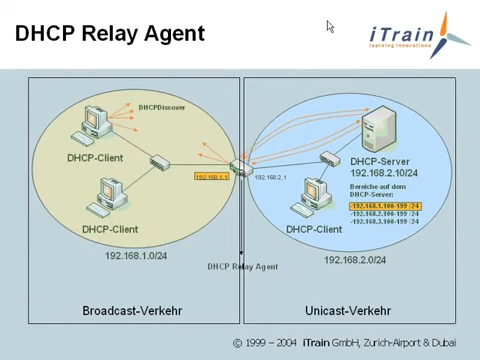 DHCP Relay Agent
iTrain
learning innovations
DHCPDiscover
DHCP-Client
192.168.1.1
192.168.2.1
DHCP-Server
192.168.2.10/24
Bereiche auf dem
DHCP-Server:
-192.168.1.100-199 /24
-192.168.2.100-199 /24
-192.168.3.100-199 /24
DHCP-Client
DHCP-Client
192.168.1.0/24
192.168.2.0/24
DHCP Relay Agent
Broadcast-Verkehr
Unicast-Verkehr
© 1999 – 2004 iTrain GmbH, Zurich-Airport & Dubai